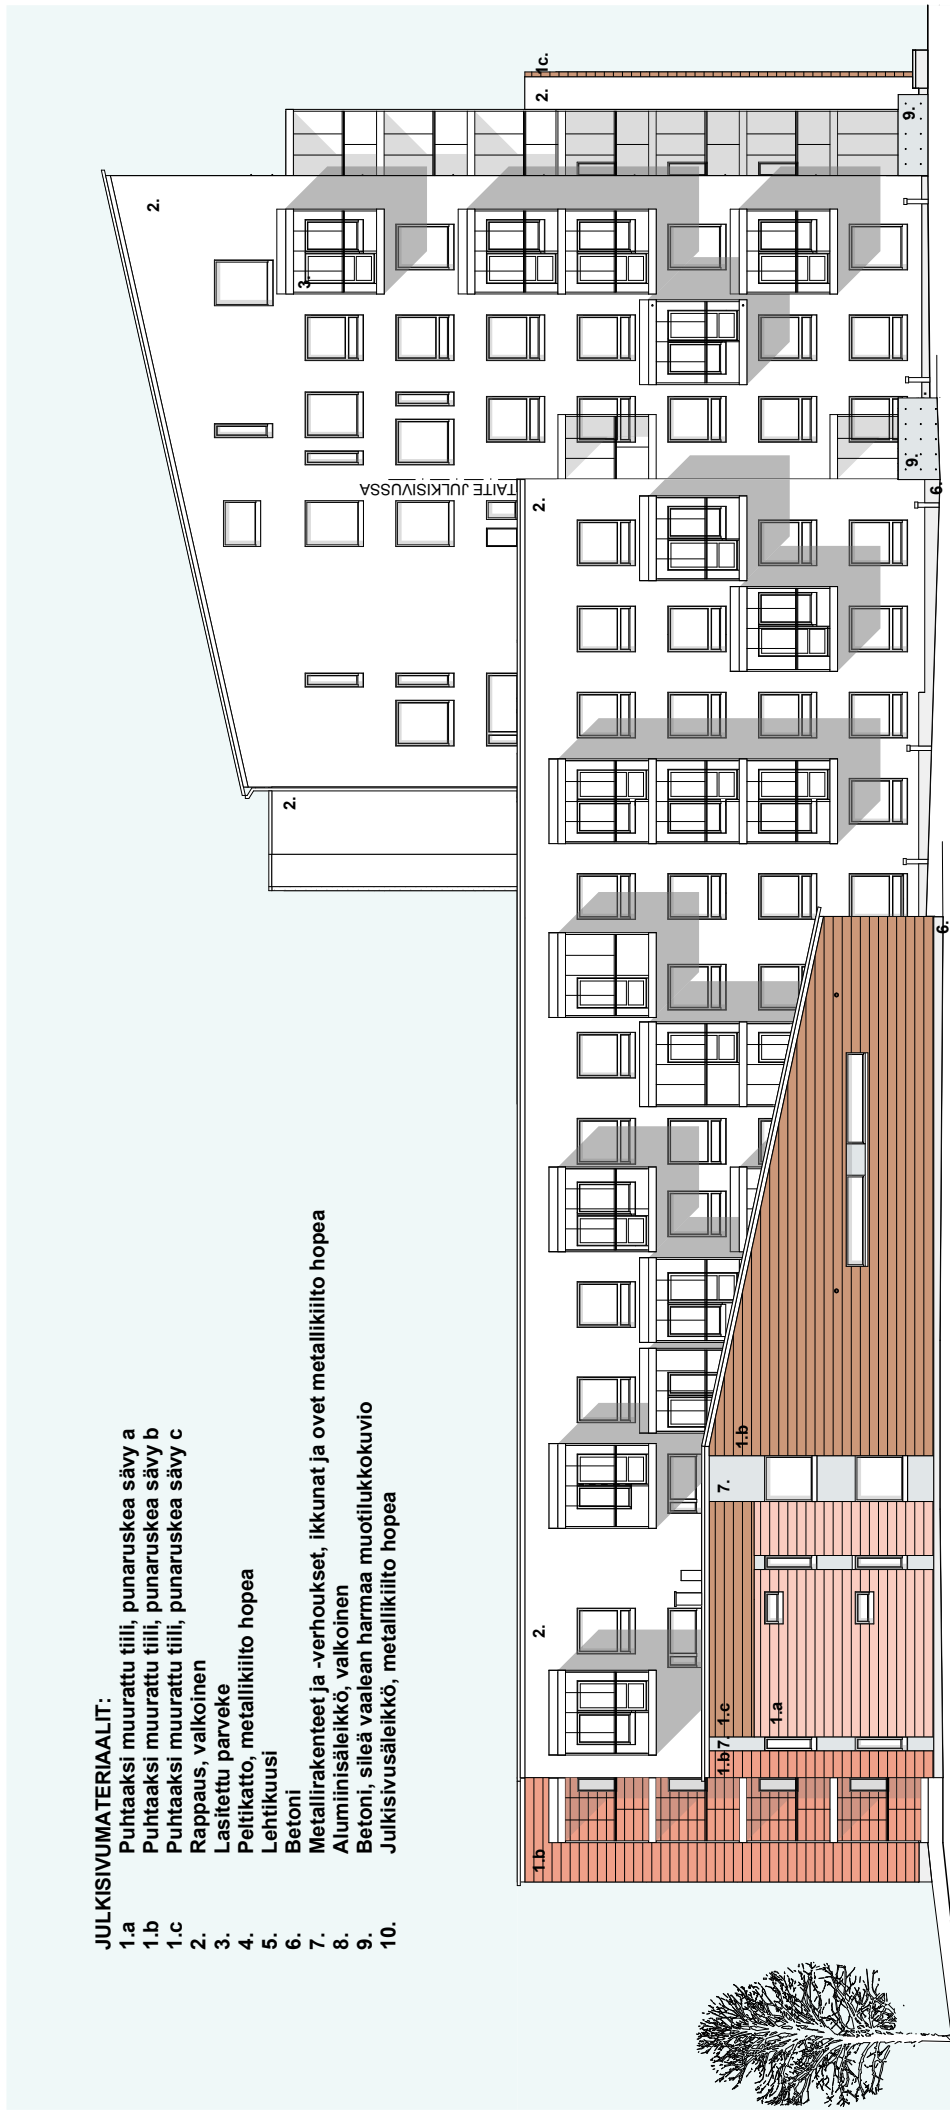 JULKISIVUMATERIAALIT:
1.a Puhtaaksi muurattu tiili, punaruskea sävy a
1.b Puhtaaksi muurattu tiili, punaruskea sävy b
1.c Puhtaaksi muurattu tiili, punaruskea sävy c
2. Rappaus, valkoinen
3. Lasitettu parveke
4. Peltikatto, metallikiilto hopea
5. Lehtikuusi
6. Betoni
7. Metallirakenteet ja -verhoukset, ikkunat ja ovet metallikiilto hopea
8. Alumiinisäleikkö, valkoinen
9. Betoni, sileä vaalean harmaa muotilukkokuvio
10. Julkisivusäleikkö, metallikiilto hopea
2.
2.
3.
TAITE JULKISIVUSSA
2.
2.
2.
1c.
1.b
1.b
7.
1.c
1.a
7.
1.b
9.
9.
6.
6.